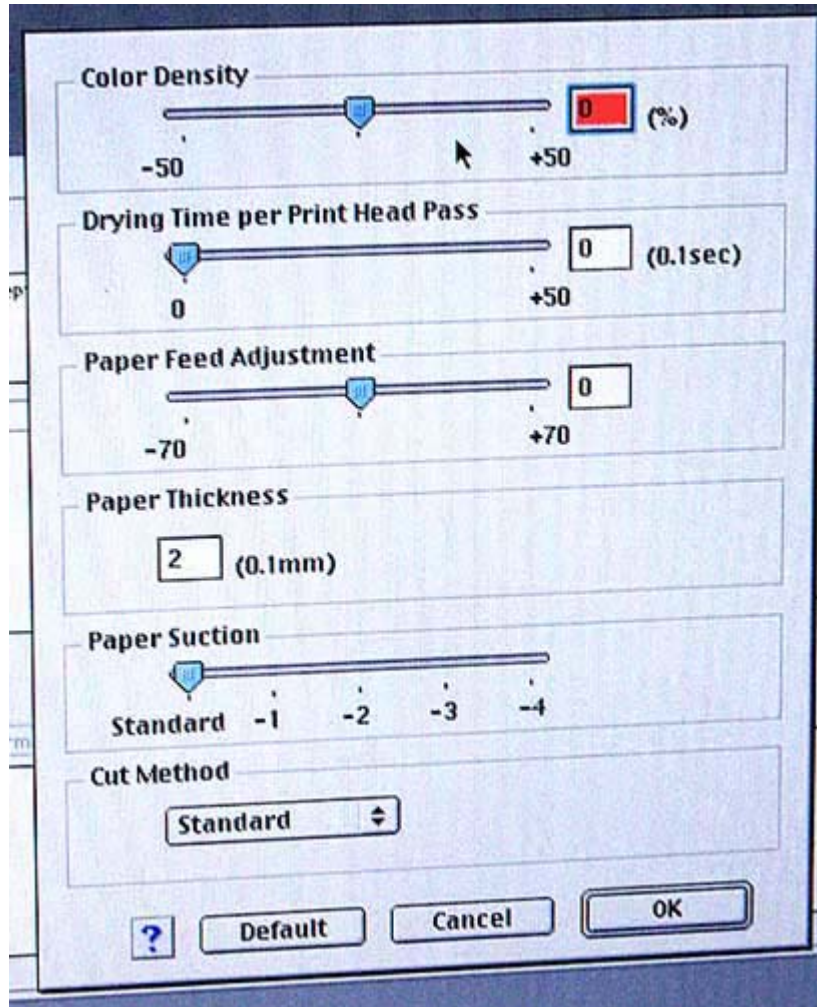 Color Density
0 (%)
-50 +50
Drying Time per Print Head Pass
0 (0.1sec)
0 +50
Paper Feed Adjustment
0
-70 +70
Paper Thickness
2 (0.1mm)
Paper Suction
Standard -1 -2 -3 -4
Cut Method
Standard
? Default Cancel OK